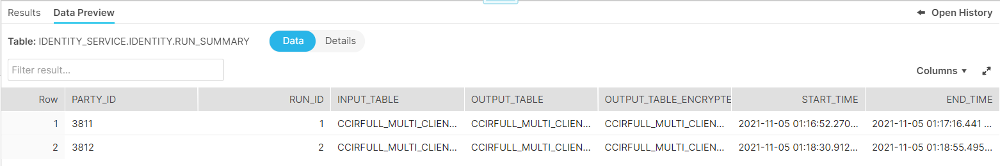 Results Data Preview Open History
Table: IDENTITY_SERVICE.IDENTITY.RUN_SUMMARY Data Details
Filter result...
Columns
Row PARTY_ID RUN_ID INPUT_TABLE OUTPUT_TABLE OUTPUT_TABLE_ENCRYPTE START_TIME END_TIME
1 3811 1 CCIRFULL_MULTI_CLIEN... CCIRFULL_MULTI_CLIEN... CCIRFULL_MULTI_CLIEN... 2021-11-05 01:16:52.270... 2021-11-05 01:17:16.441 ...
2 3812 2 CCIRFULL_MULTI_CLIEN... CCIRFULL_MULTI_CLIEN... CCIRFULL_MULTI_CLIEN... 2021-11-05 01:18:30.912... 2021-11-05 01:18:55.495...